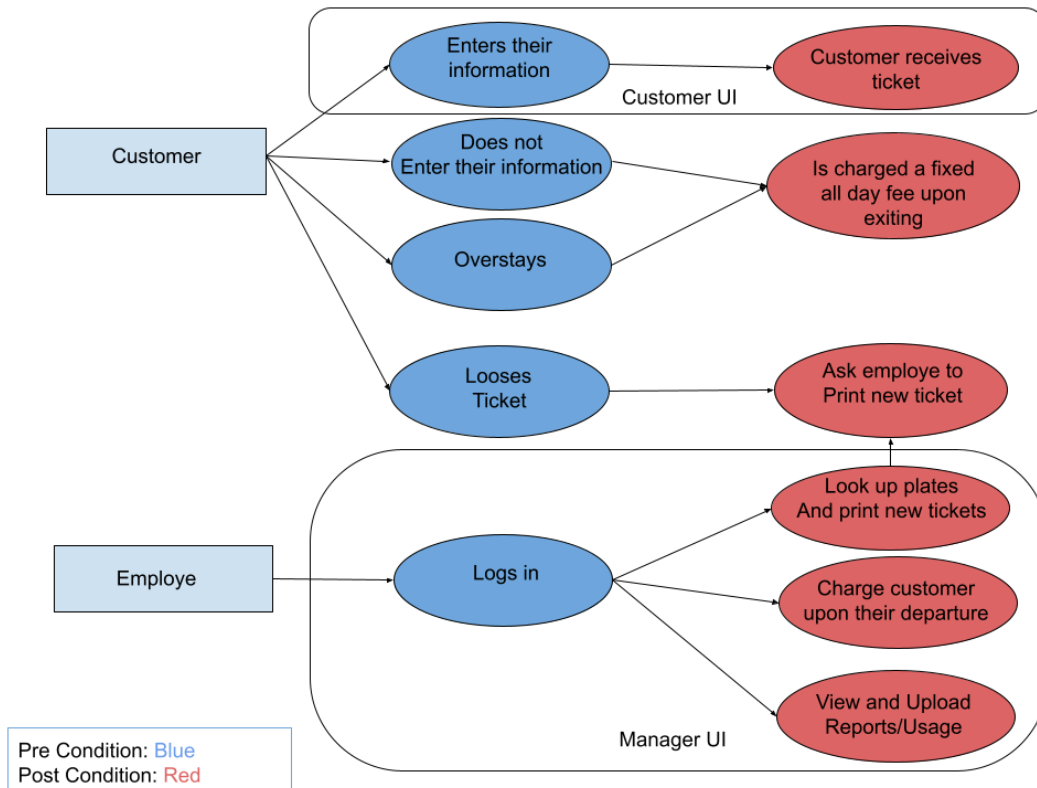 Enters their
information
Customer receives
ticket
Customer UI
Customer
Does not
Enter their information
Is charged a fixed
all day fee upon
exiting
Overstays
Looses
Ticket
Ask employe to
Print new ticket
Look up plates
And print new tickets
Employe
Logs in
Charge customer
upon their departure
View and Upload
Reports/Usage
Manager UI
Pre Condition: Blue
Post Condition: Red